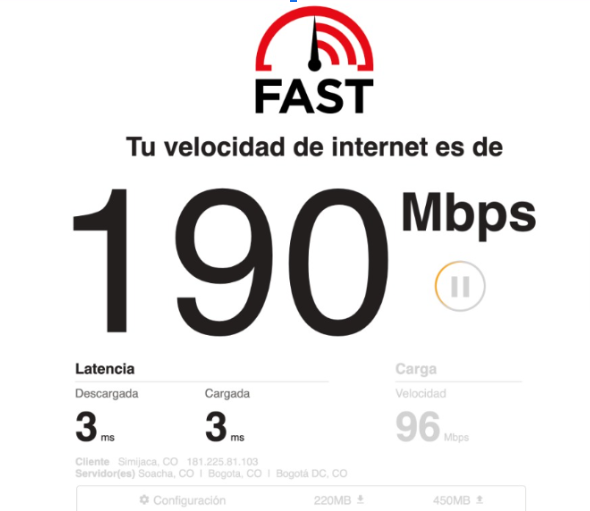 FAST
Tu velocidad de internet es de
190 Mbps
Latencia
Carga
Descargada
Cargada
Velocidad
3 ms
3 ms
96 Mbps
Cliente Simijaca, CO 181.225.81.103
Servidor(es) Soacha, CO | Bogota, CO | Bogotá DC, CO
Configuración 220MB 450MB